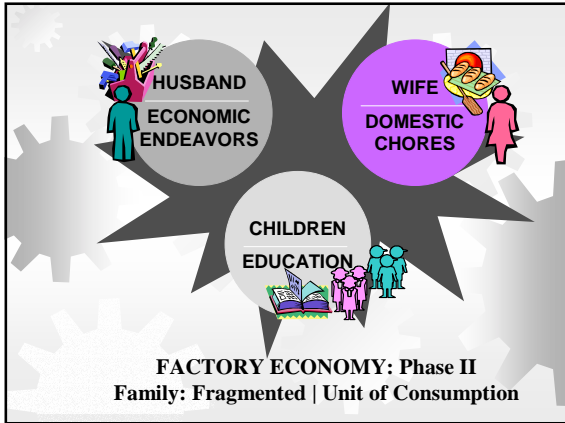 HUSBAND
ECONOMIC
ENDEAVORS
WIFE
DOMESTIC
CHORES
CHILDREN
EDUCATION
FACTORY ECONOMY: Phase II
Family: Fragmented | Unit of Consumption